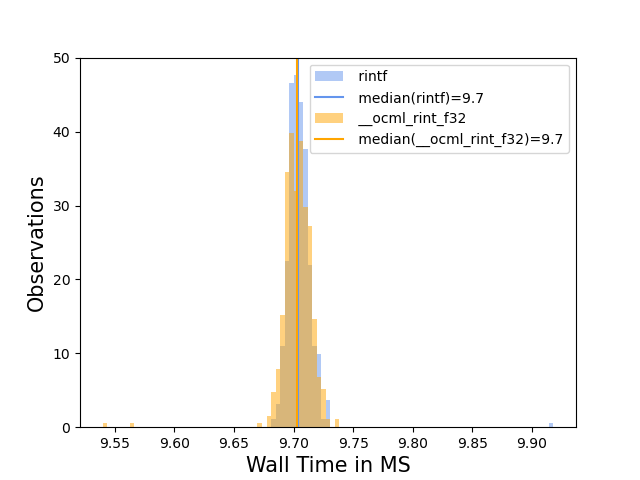 50
40
30
20
10
0
Observations
rintf
median(rintf)=9.7
__ocml_rint_f32
median(__ocml_rint_f32)=9.7
9.55 9.60 9.65 9.70 9.75 9.80 9.85 9.90
Wall Time in MS